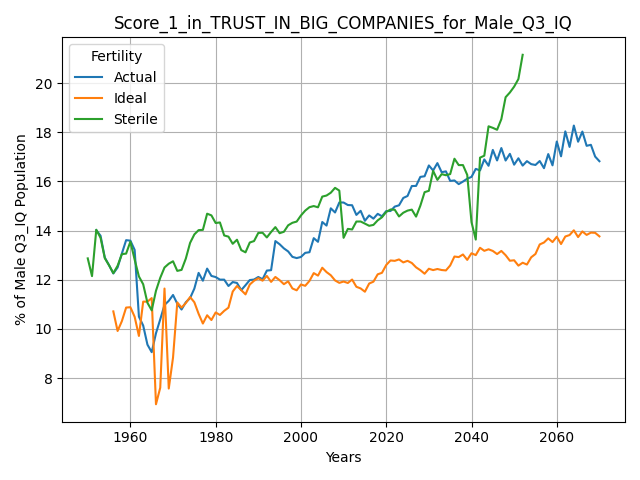 Score_1_in_TRUST_IN_BIG_COMPANIES_for_Male_Q3_IQ
Fertility
Actual
Ideal
Sterile
% of Male Q3_IQ Population
20
18
16
14
12
10
8
1960 1980 2000 2020 2040 2060
Years